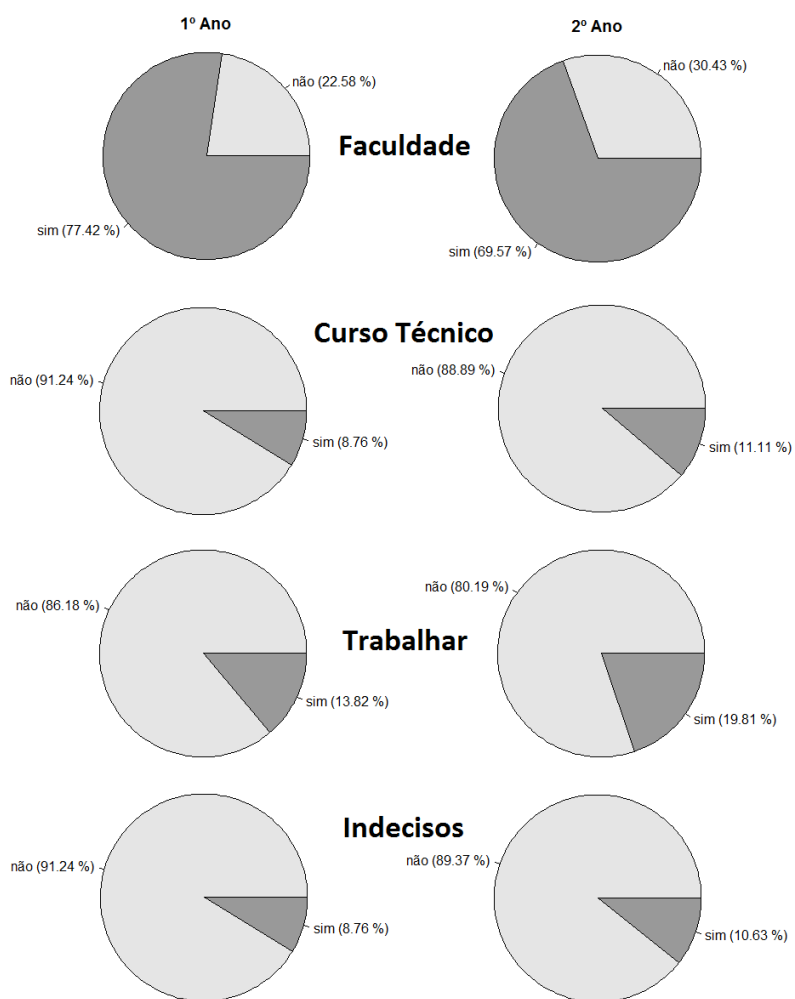 1º Ano
2º Ano
não (22.58 %)
não (30.43 %)
Faculdade
sim (77.42 %)
sim (69.57 %)
Curso Técnico
não (91.24 %)
não (88.89 %)
sim (8.76 %)
sim (11.11 %)
não (86.18 %)
não (80.19 %)
Trabalhar
sim (13.82 %)
sim (19.81 %)
Indecisos
não (91.24 %)
não (89.37 %)
sim (8.76 %)
sim (10.63 %)